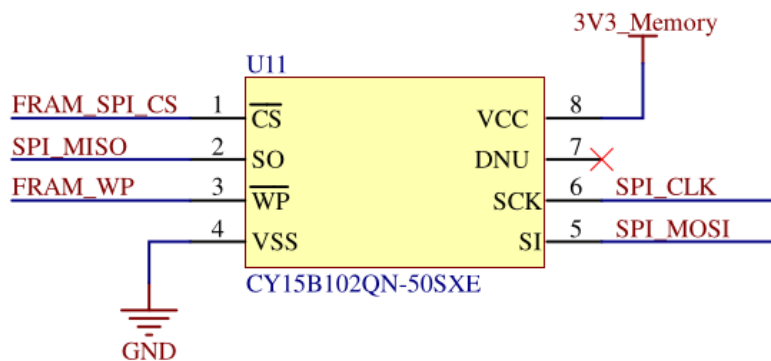 3V3_Memory
U11
FRAM_SPI_CS 1 CS VCC 8
SPI_MISO 2 SO DNU 7
FRAM_WP 3 WP SCK 6 SPI_CLK
4 VSS SI 5 SPI_MOSI
CY15B102QN-50SXE
GND